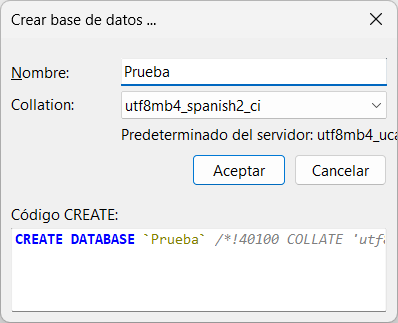 Crear base de datos ...
Nombre:
Prueba
Collation:
utf8mb4_spanish2_ci
Predeterminado del servidor: utf8mb4_uca
Aceptar
Cancelar
Código CREATE:
CREATE DATABASE `Prueba` /*!40100 COLLATE 'utf8